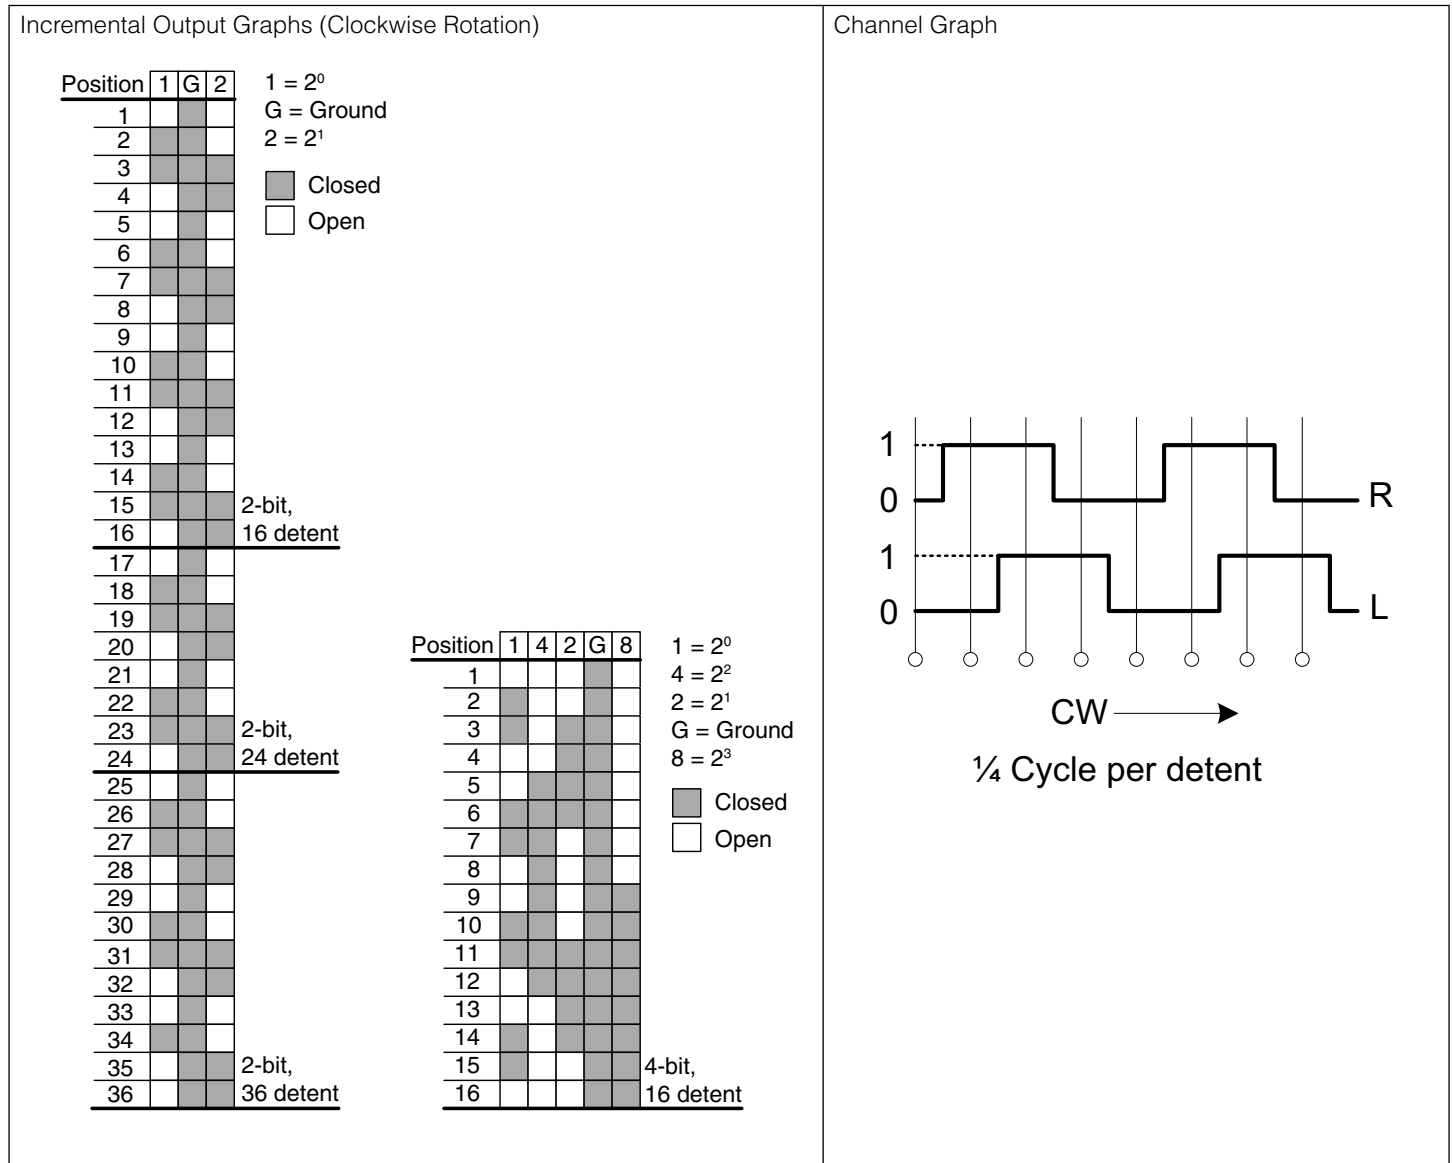 Incremental Output Graphs (Clockwise Rotation)
Position 1 G 2
1
2
3
4
5
6
7
8
9
10
11
12
13
14
15 2-bit,
16 16 detent
17
18
19
20
21
22
23 2-bit,
24 24 detent
25
26
27
28
29
30
31
32
33
34
35 2-bit,
36 36 detent
1 = 2⁰
G = Ground
2 = 2¹
Closed
Open
Position 1 4 2 G 8
1
2
3
4
5
6
7
8
9
10
11
12
13
14
15 4-bit,
16 16 detent
1 = 2⁰
4 = 2²
2 = 2¹
G = Ground
8 = 2³
Closed
Open
Channel Graph
1
0 R
1
0 L
CW
¼ Cycle per detent